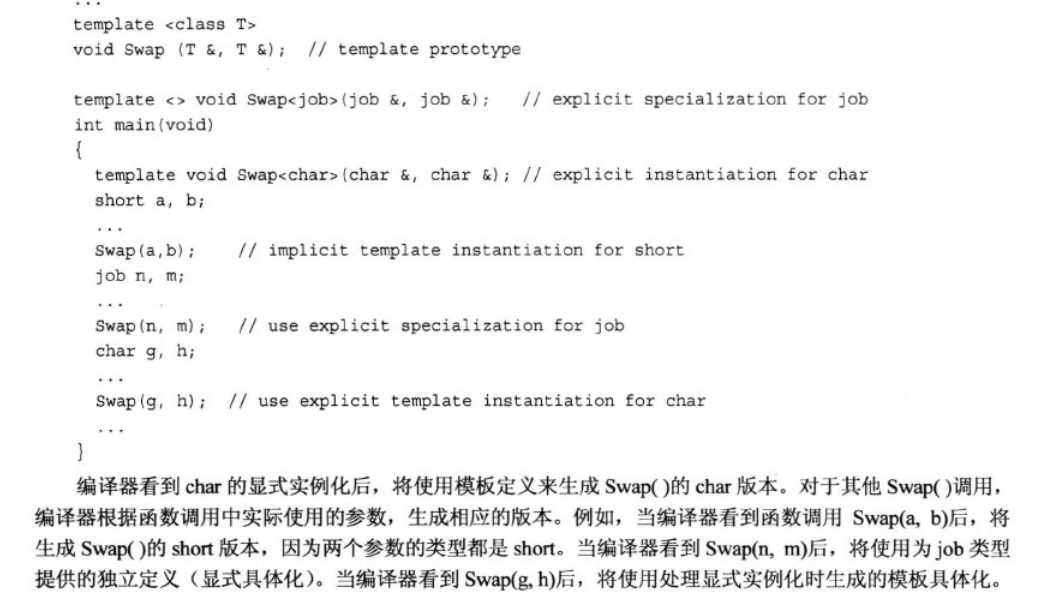 ...
template <class T>
void Swap (T &, T &);  // template prototype
template <> void Swap<job>(job &, job &);   // explicit specialization for job
int main(void)
{
template void Swap<char>(char &, char &); // explicit instantiation for char
short a, b;
...
Swap(a,b);    // implicit template instantiation for short
job n, m;
...
Swap(n, m);   // use explicit specialization for job
char g, h;
...
Swap(g, h);  // use explicit template instantiation for char
...
}
编译器看到 char 的显式实例化后，将使用模板定义来生成 Swap( )的 char 版本。对于其他 Swap( )调用，
编译器根据函数调用中实际使用的参数，生成相应的版本。例如，当编译器看到函数调用 Swap(a, b)后，将
生成 Swap( )的 short 版本，因为两个参数的类型都是 short。当编译器看到 Swap(n, m)后，将使用为 job 类型
提供的独立定义（显式具体化）。当编译器看到 Swap(g, h)后，将使用处理显式实例化时生成的模板具体化。